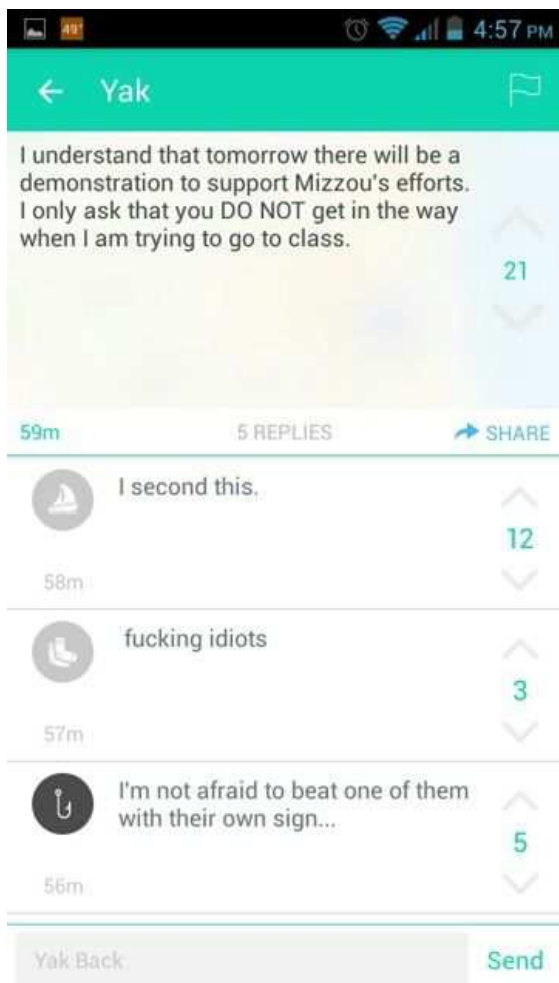 49° 4:57 PM
Yak
I understand that tomorrow there will be a
demonstration to support Mizzou's efforts.
I only ask that you DO NOT get in the way
when I am trying to go to class.
21
59m 5 REPLIES SHARE
I second this.
12
58m
fucking idiots
3
57m
I'm not afraid to beat one of them
with their own sign...
5
56m
Yak Back Send